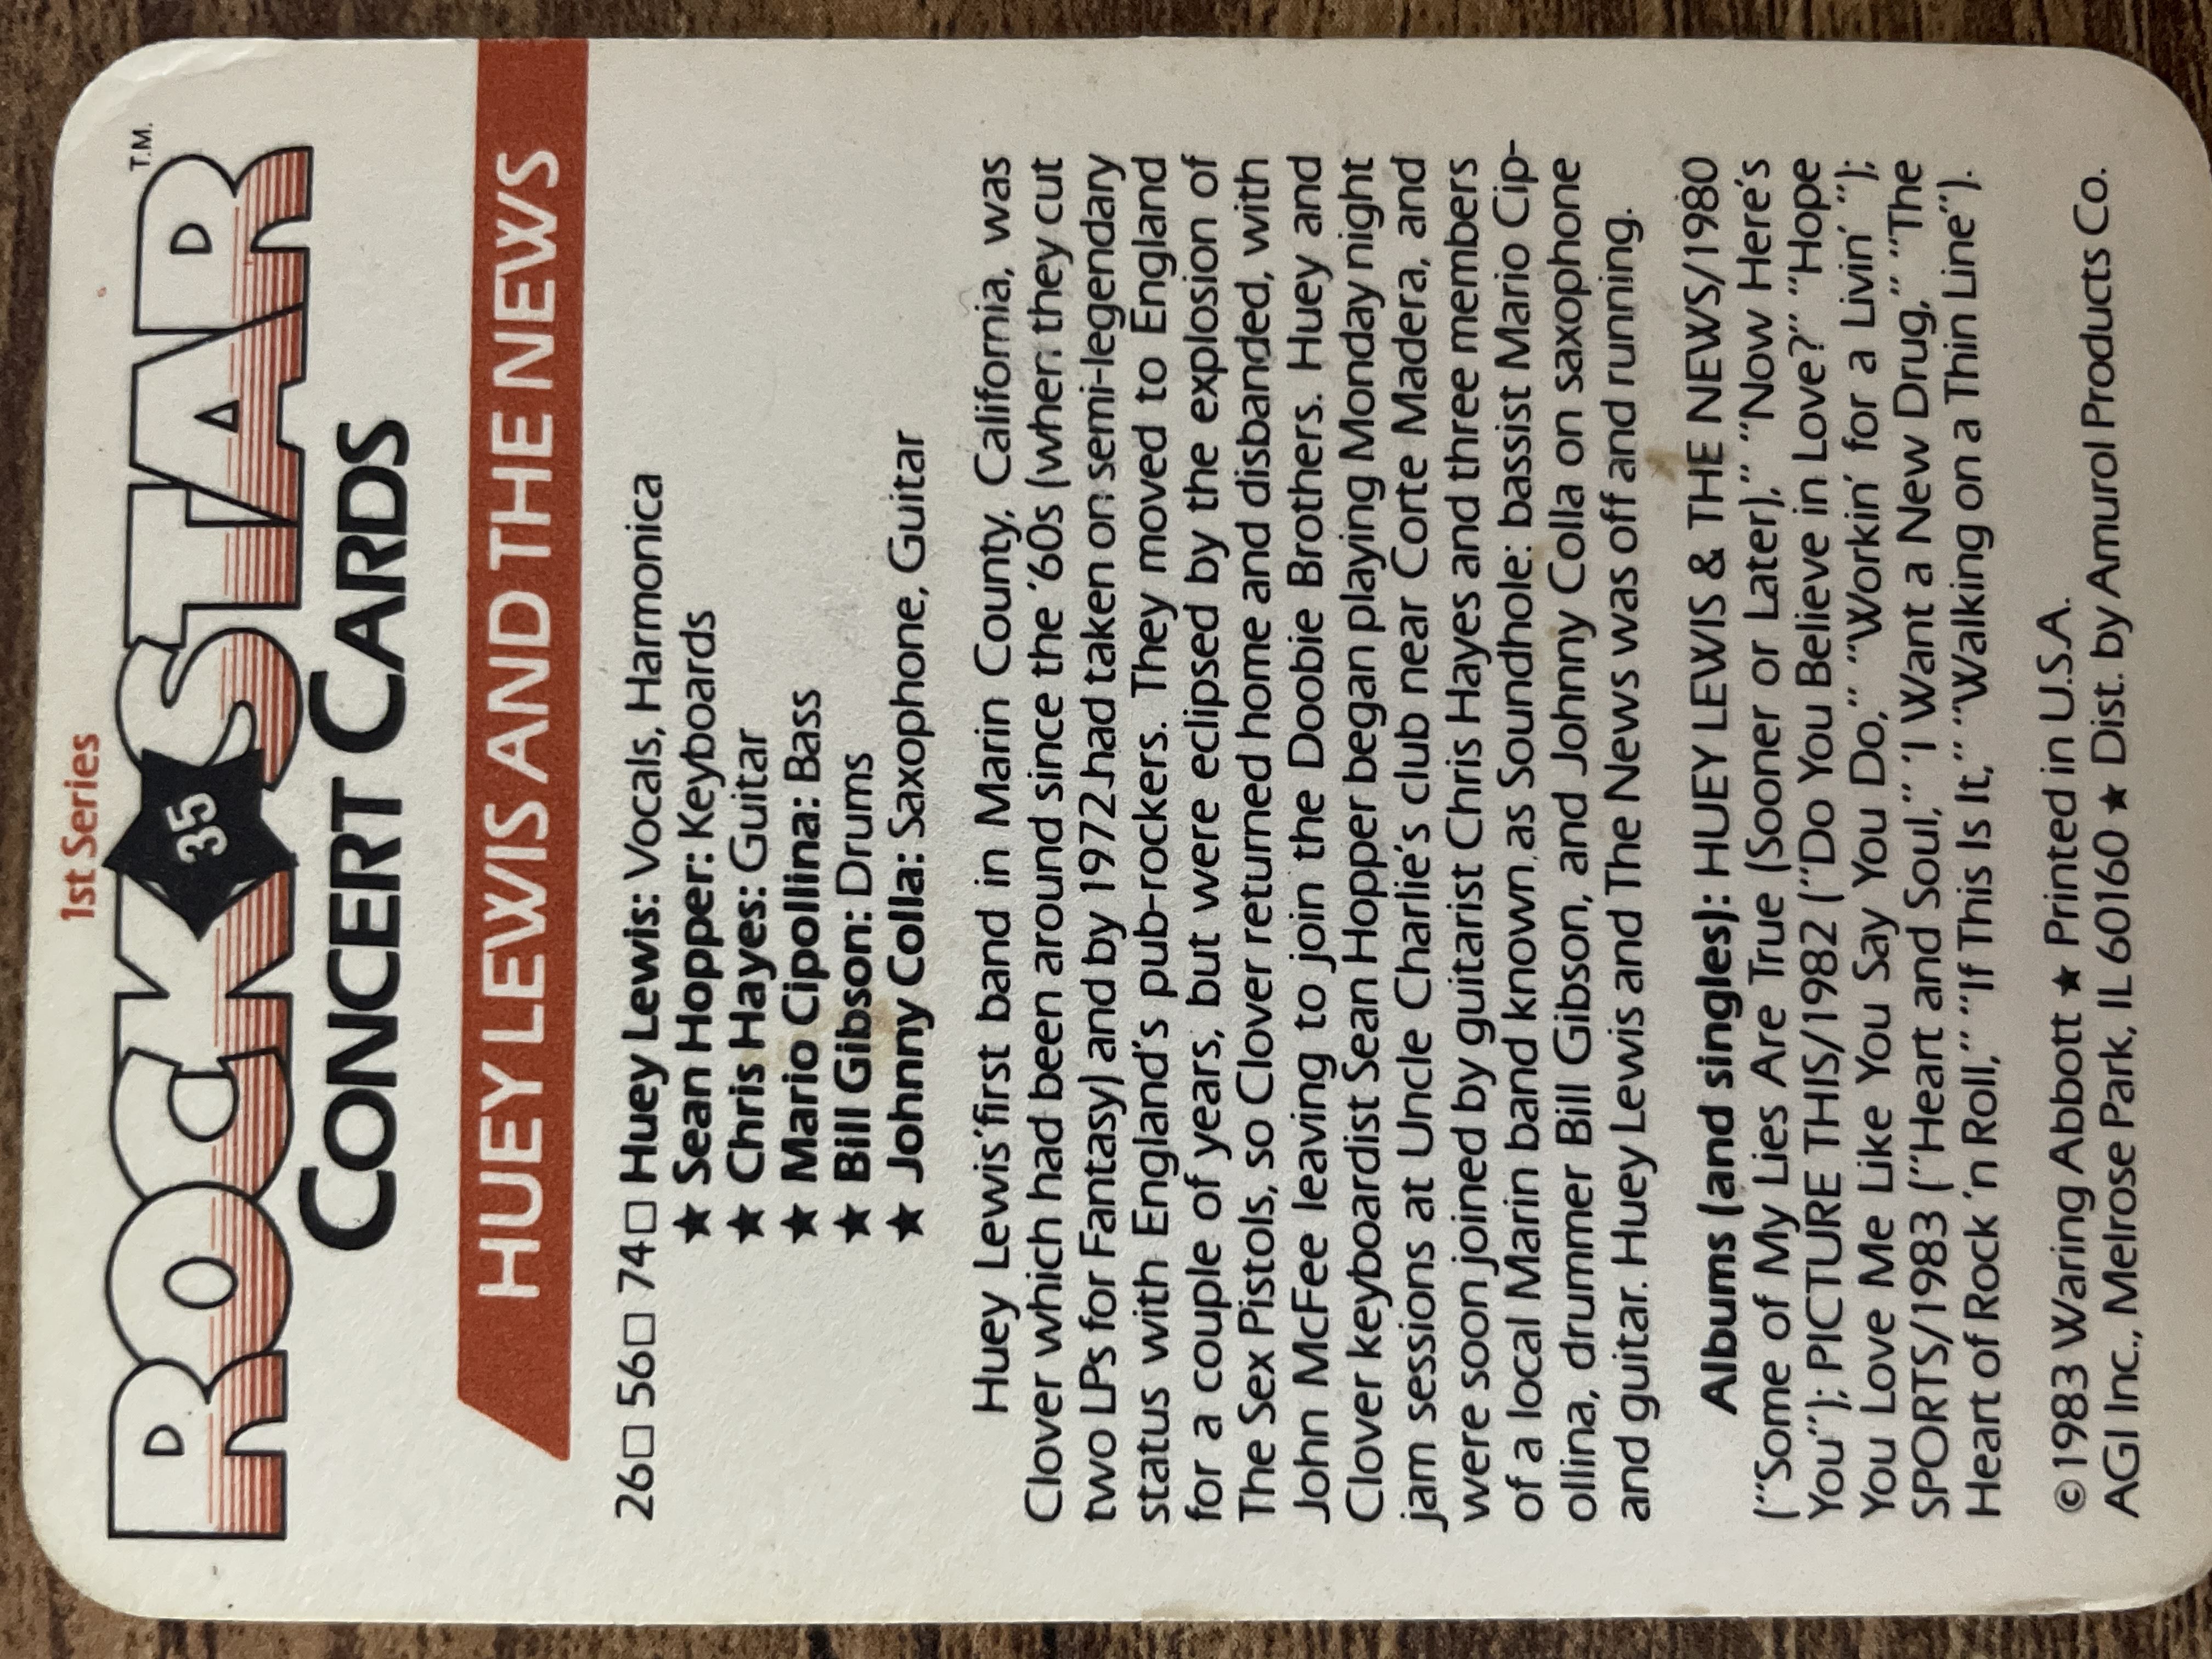 1st Series
ROCK STAR T.M.
35
CONCERT CARDS
HUEY LEWIS AND THE NEWS
26□ 56□ 74□ Huey Lewis: Vocals, Harmonica
★ Sean Hopper: Keyboards
★ Chris Hayes: Guitar
★ Mario Cipollina: Bass
★ Bill Gibson: Drums
★ Johnny Colla: Saxophone, Guitar
Huey Lewis' first band in Marin County, California, was
Clover which had been around since the '60s (when they cut
two LPs for Fantasy) and by 1972 had taken on semi-legendary
status with England's pub-rockers. They moved to England
for a couple of years, but were eclipsed by the explosion of
The Sex Pistols, so Clover returned home and disbanded, with
John McFee leaving to join the Doobie Brothers. Huey and
Clover keyboardist Sean Hopper began playing Monday night
jam sessions at Uncle Charlie's club near Corte Madera, and
were soon joined by guitarist Chris Hayes and three members
of a local Marin band known as Soundhole: bassist Mario Cip-
ollina, drummer Bill Gibson, and Johnny Colla on saxophone
and guitar. Huey Lewis and The News was off and running.
Albums (and singles): HUEY LEWIS & THE NEWS/1980
("Some of My Lies Are True (Sooner or Later)," "Now Here's
You"); PICTURE THIS/1982 ("Do You Believe in Love?" "Hope
You Love Me Like You Say You Do," "Workin' for a Livin' ");
SPORTS/1983 ("Heart and Soul," "I Want a New Drug," "The
Heart of Rock 'n Roll," "If This Is It," "Walking on a Thin Line").
©1983 Waring Abbott ★ Printed in U.S.A.
AGI Inc., Melrose Park, IL 60160 ★ Dist. by Amurol Products Co.